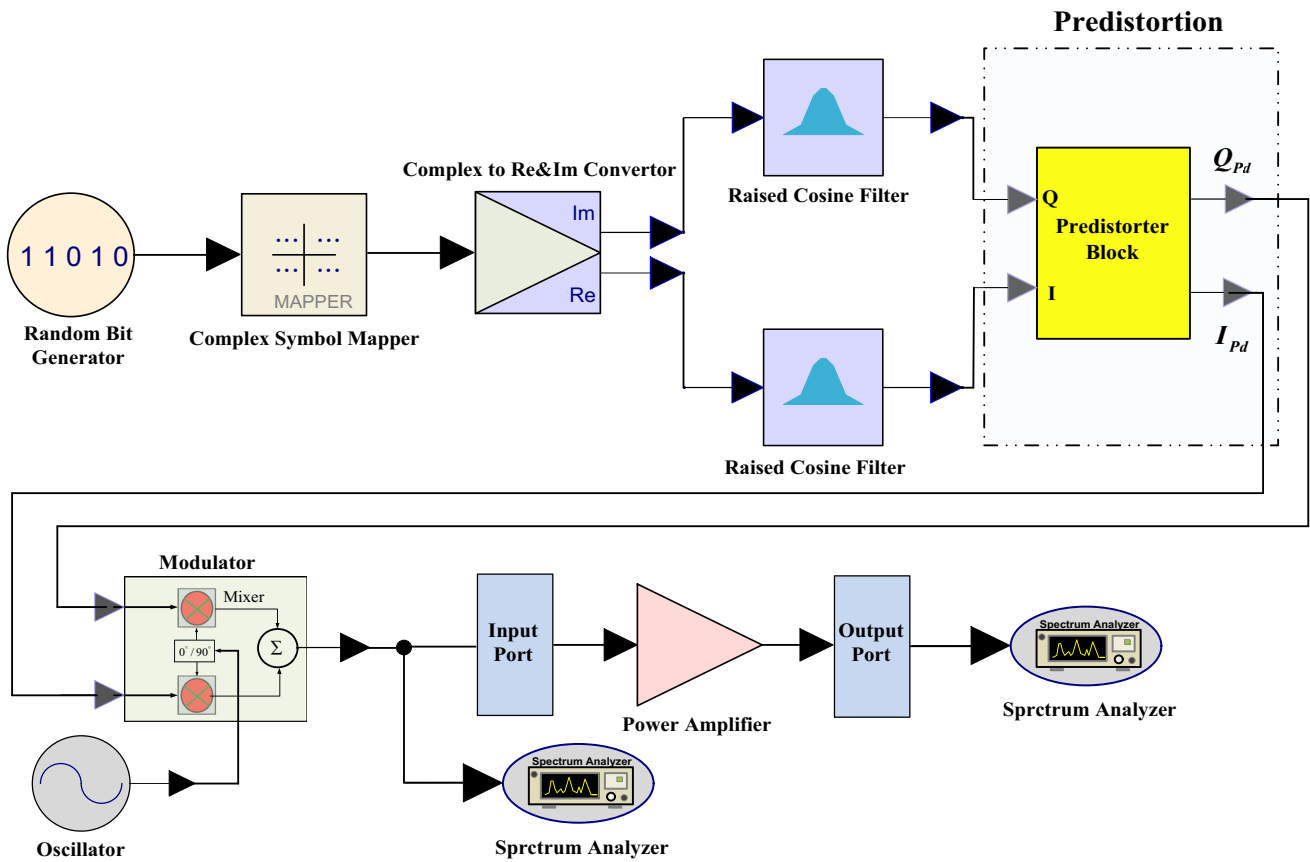 Predistortion
Complex to Re&Im Convertor
Raised Cosine Filter
Q_Pd
Im
Q
Predistorter
Block
1 1 0 1 0
MAPPER
Re
I
I_Pd
Random Bit
Generator
Complex Symbol Mapper
Raised Cosine Filter
Modulator
Mixer
0°/90°
Σ
Input
Port
Output
Port
Spectrum Analyzer
Power Amplifier
Sprctrum Analyzer
Spectrum Analyzer
Oscillator
Sprctrum Analyzer